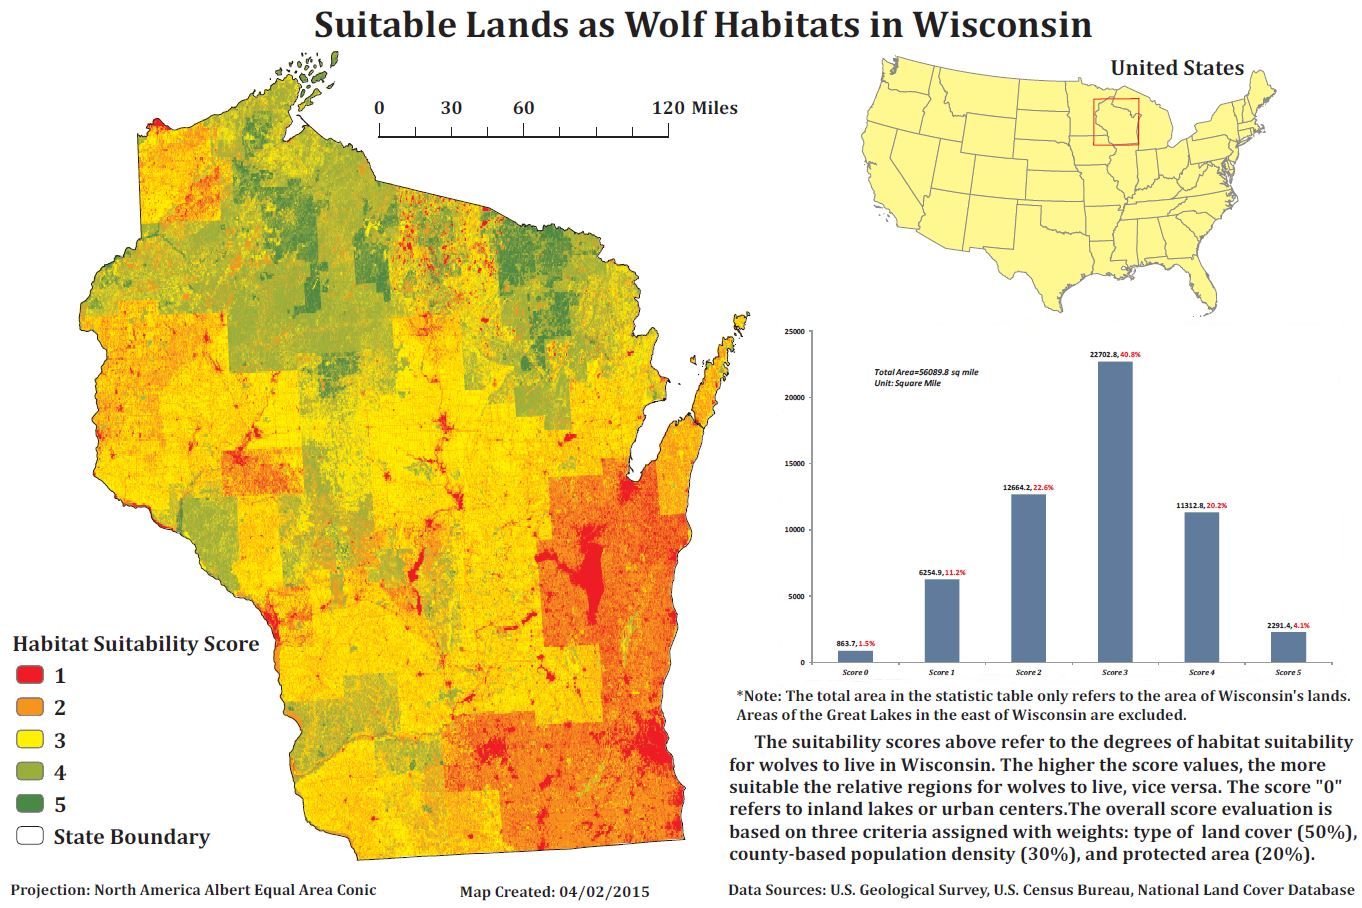 Suitable Lands as Wolf Habitats in Wisconsin
United States
0 30 60 120 Miles
25000
20000
15000
10000
5000
0
Total Area=56089.8 sq mile
Unit: Square Mile
863.7, 1.5%
6254.9, 11.2%
12664.2, 22.6%
22702.8, 40.8%
11312.8, 20.2%
2291.4, 4.1%
Score 0 Score 1 Score 2 Score 3 Score 4 Score 5
Habitat Suitability Score
1
2
3
4
5
State Boundary
*Note: The total area in the statistic table only refers to the area of Wisconsin's lands.
Areas of the Great Lakes in the east of Wisconsin are excluded.
The suitability scores above refer to the degrees of habitat suitability
for wolves to live in Wisconsin. The higher the score values, the more
suitable the relative regions for wolves to live, vice versa. The score "0"
refers to inland lakes or urban centers.The overall score evaluation is
based on three criteria assigned with weights: type of land cover (50%),
county-based population density (30%), and protected area (20%).
Projection: North America Albert Equal Area Conic
Map Created: 04/02/2015
Data Sources: U.S. Geological Survey, U.S. Census Bureau, National Land Cover Database